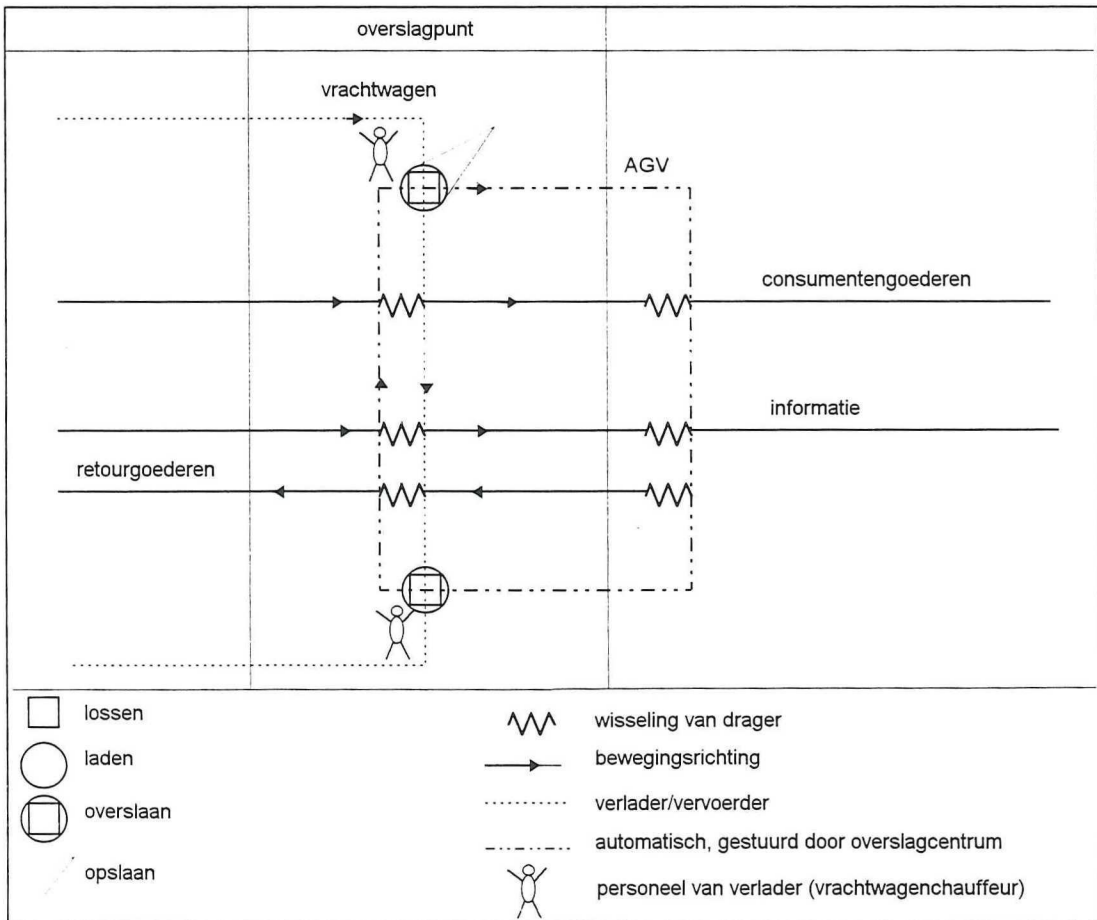 overslagpunt
vrachtwagen
AGV
consumentengoederen
informatie
retourgoederen
lossen
laden
overslaan
opslaan
wisseling van drager
bewegingsrichting
verlader/vervoerder
automatisch, gestuurd door overslagcentrum
personeel van verlader (vrachtwagenchauffeur)